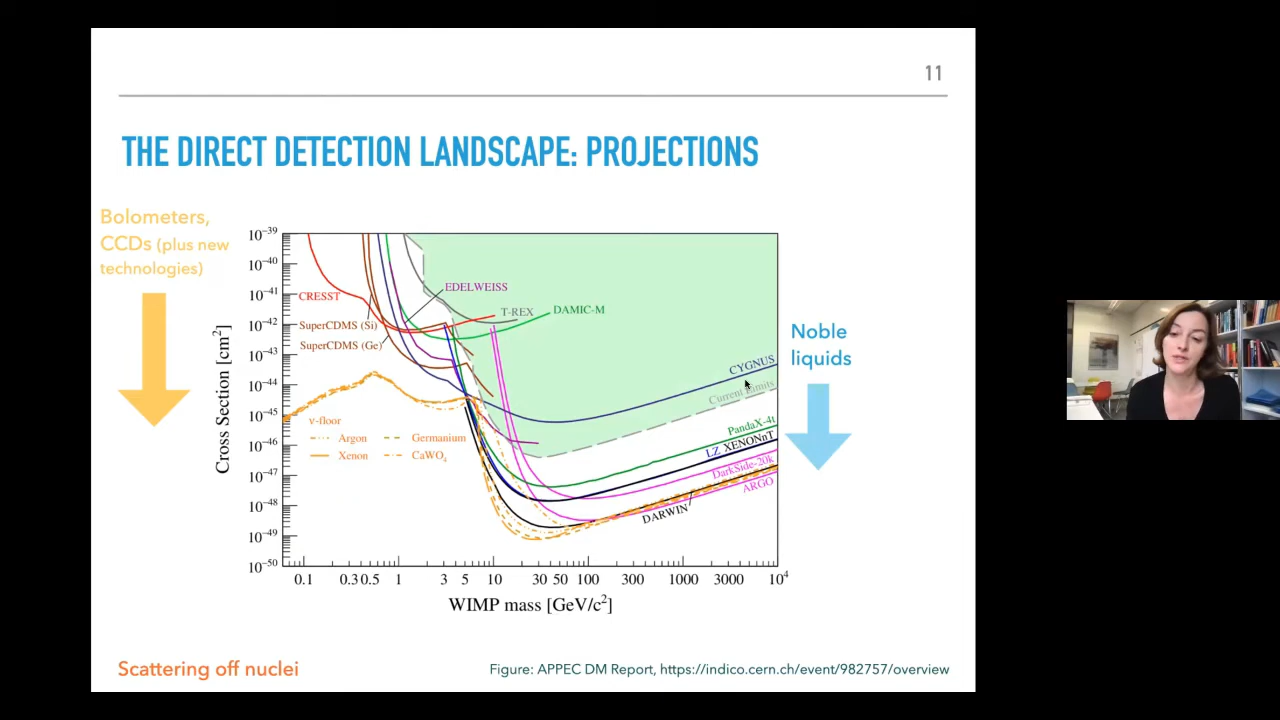 11
THE DIRECT DETECTION LANDSCAPE: PROJECTIONS
Bolometers,
CCDs (plus new
technologies)
Noble
liquids
Cross Section [cm²]
10⁻³⁹
10⁻⁴⁰
10⁻⁴¹
10⁻⁴²
10⁻⁴³
10⁻⁴⁴
10⁻⁴⁵
10⁻⁴⁶
10⁻⁴⁷
10⁻⁴⁸
10⁻⁴⁹
10⁻⁵⁰
CRESST
SuperCDMS (Si)
SuperCDMS (Ge)
EDELWEISS
T-REX
DAMIC-M
CYGNUS
Current Limits
PandaX-4t
LZ XENONnT
DarkSide-20k
ARGO
DARWIN
ν-floor
Argon Germanium
Xenon CaWO₄
0.1 0.3 0.5 1 3 5 10 30 50 100 300 1000 3000 10⁴
WIMP mass [GeV/c²]
Scattering off nuclei
Figure: APPEC DM Report, https://indico.cern.ch/event/982757/overview